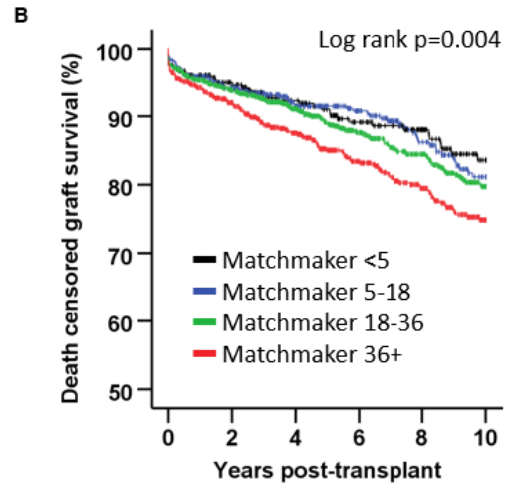 B
Log rank p=0.004
Death censored graft survival (%)
100
90
80
70
60
50
Matchmaker <5
Matchmaker 5-18
Matchmaker 18-36
Matchmaker 36+
0 2 4 6 8 10
Years post-transplant